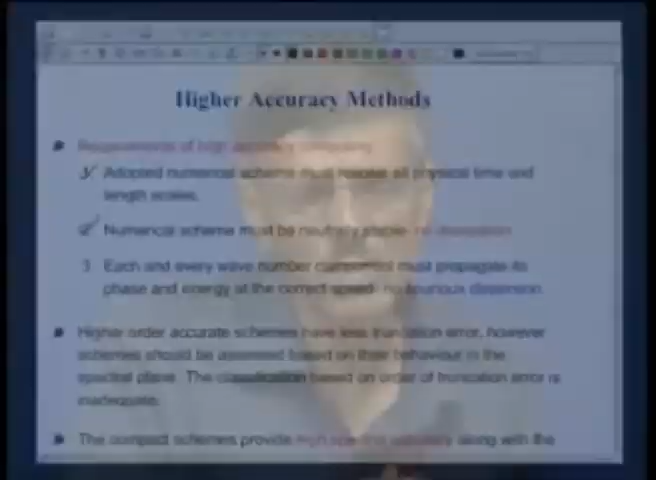 Higher Accuracy Methods
Requirements of high accuracy computing
Adopted numerical scheme must resolve all physical time and
length scales.
Numerical scheme must be neutrally stable- no dissipation
3 Each and every wave number component must propagate its
phase and energy at the correct speed- no spurious dispersion
Higher order accurate schemes have less truncation error, however
schemes should be assessed based on their behaviour in the
spectral plane. The classification based on order of truncation error is
inadequate.
The compact schemes provide high spectral accuracy along with the